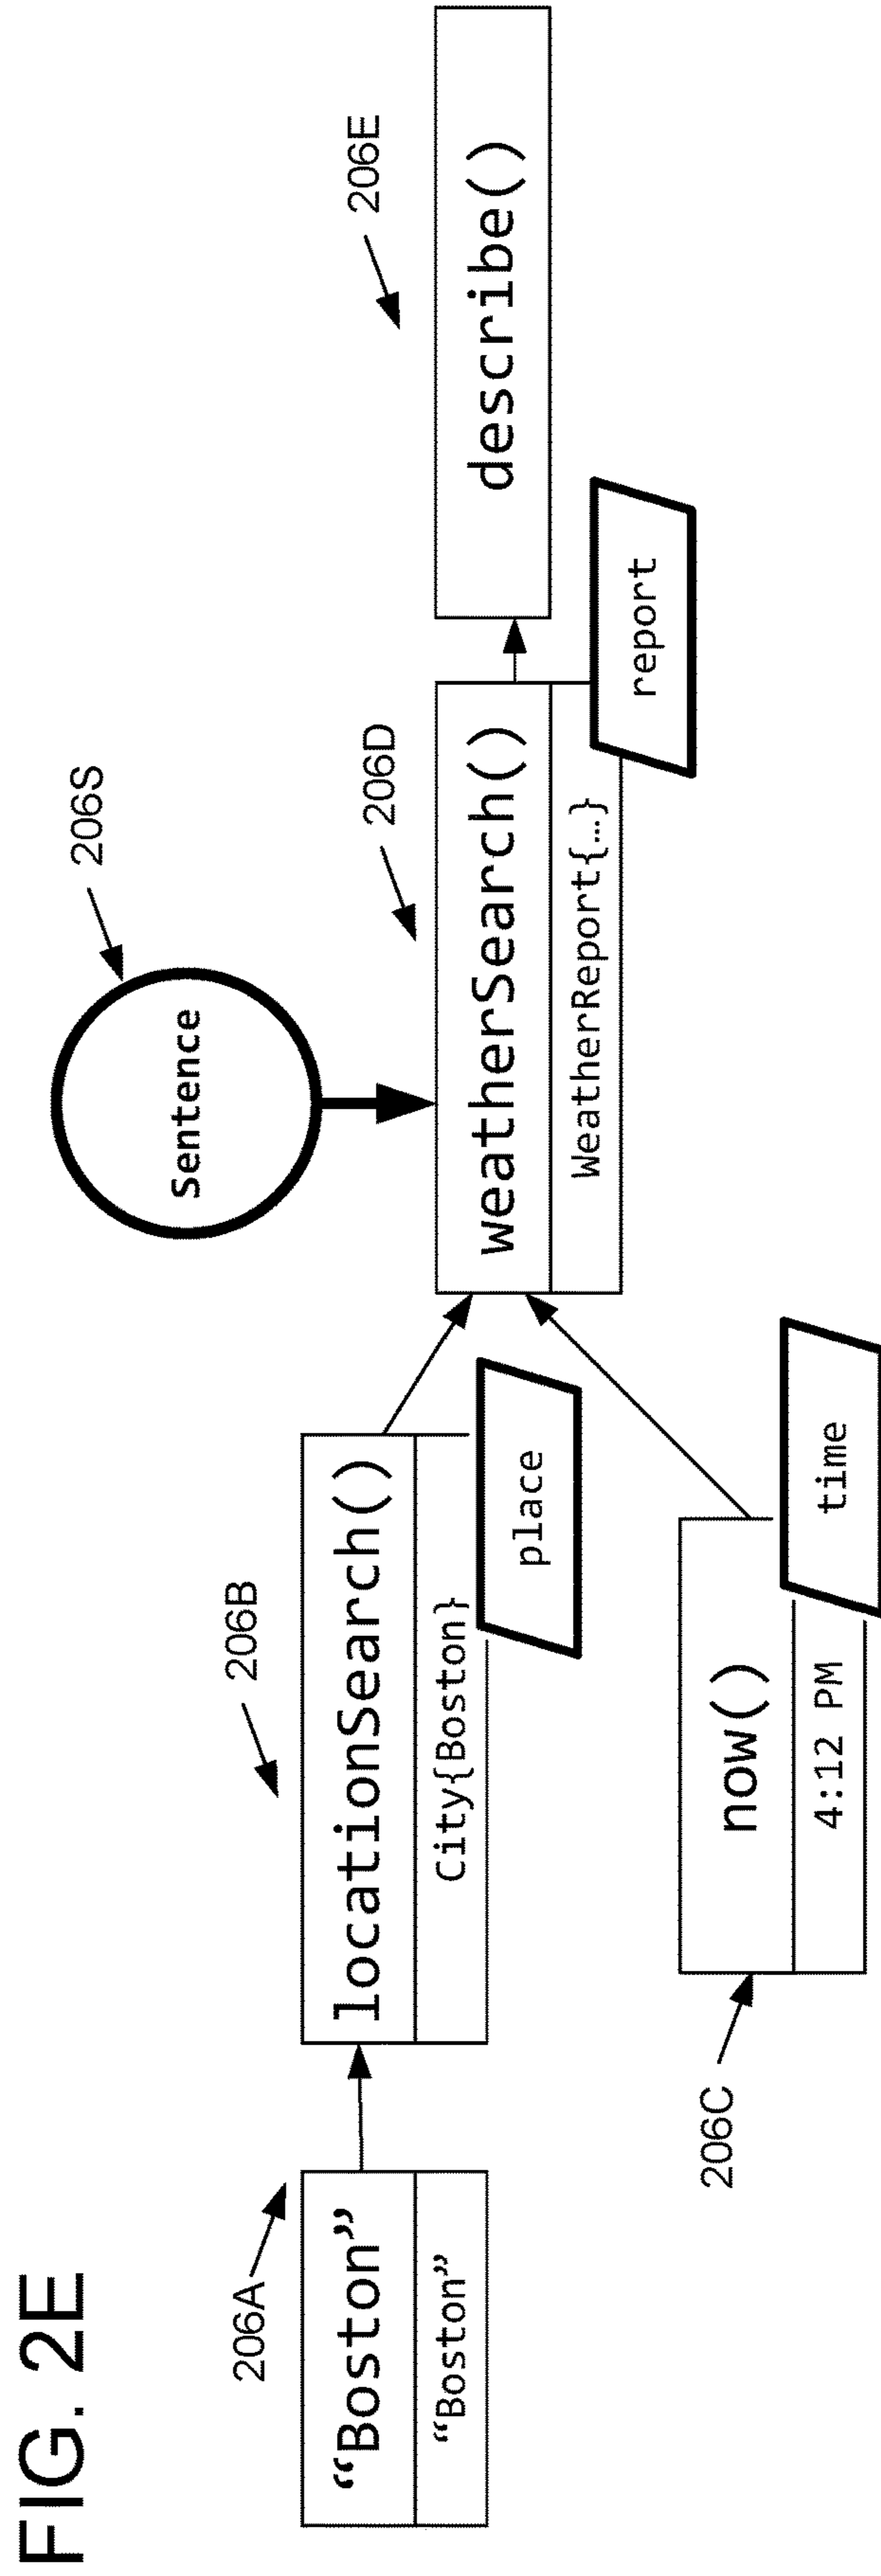 FIG. 2E
206A
“Boston”
“Boston”
206B
locationSearch()
City{Boston}
place
206C
now()
4:12 PM
time
206S
Sentence
206D
weatherSearch()
WeatherReport{…}
report
206E
describe()